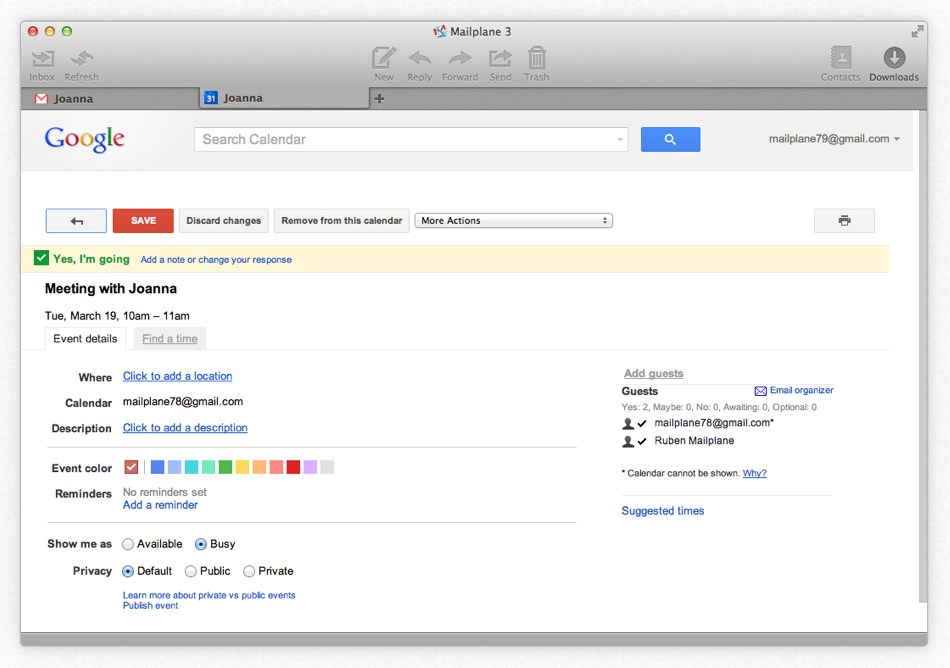 Mailplane 3
Inbox Refresh New Reply Forward Send Trash Contacts Downloads
Joanna 31 Joanna +
Google Search Calendar mailplane79@gmail.com
SAVE Discard changes Remove from this calendar More Actions
Yes, I'm going Add a note or change your response
Meeting with Joanna
Tue, March 19, 10am – 11am
Event details Find a time
Where Click to add a location
Calendar mailplane78@gmail.com
Description Click to add a description
Event color
Reminders No reminders set
Add a reminder
Show me as Available Busy
Privacy Default Public Private
Learn more about private vs public events
Publish event
Add guests
Guests Email organizer
Yes: 2, Maybe: 0, No: 0, Awaiting: 0, Optional: 0
mailplane78@gmail.com*
Ruben Mailplane
* Calendar cannot be shown. Why?
Suggested times